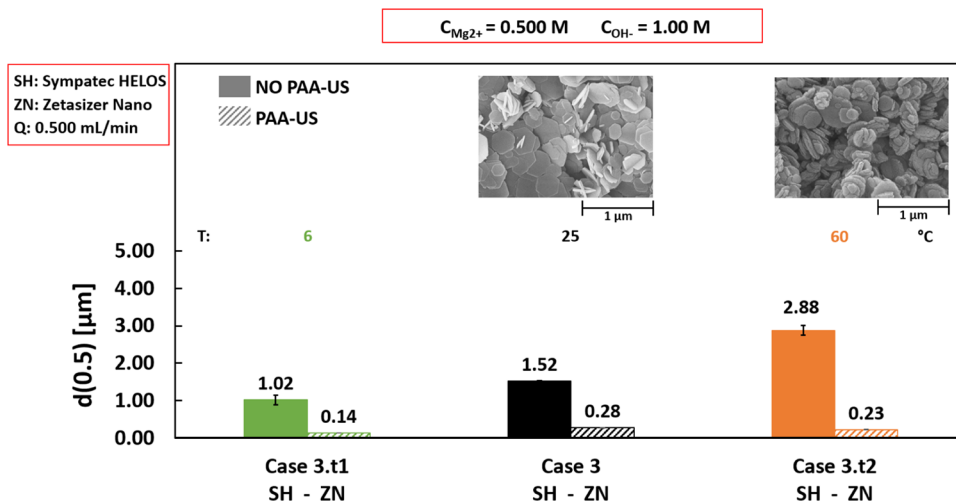 C_Mg2+ = 0.500 M C_OH- = 1.00 M
SH: Sympatec HELOS
ZN: Zetasizer Nano
Q: 0.500 mL/min
NO PAA-US
PAA-US
1 μm
1 μm
T: 6 25 60 °C
d(0.5) [μm]
5.00
4.00
3.00
2.00
1.00
0.00
1.02
0.14
1.52
0.28
2.88
0.23
Case 3.t1 Case 3 Case 3.t2
SH - ZN SH - ZN SH - ZN